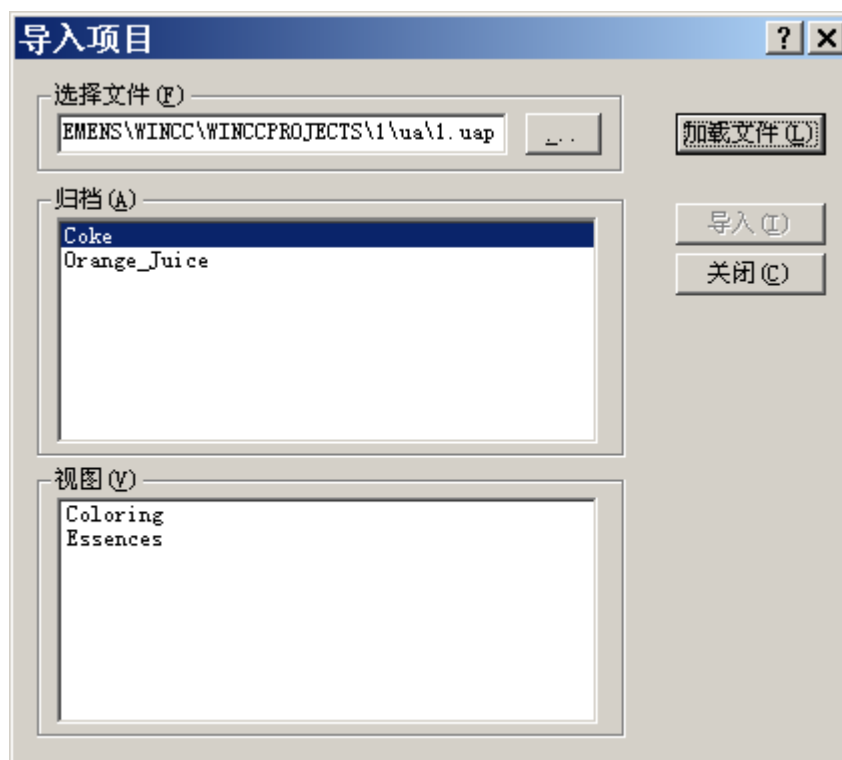 导入项目
选择文件(F)
EMENS\WINCC\WINCCPROJECTS\1\ua\1.uap
...
加载文件(L)
归档(A)
Coke
Orange_Juice
导入(I)
关闭(C)
视图(V)
Coloring
Essences